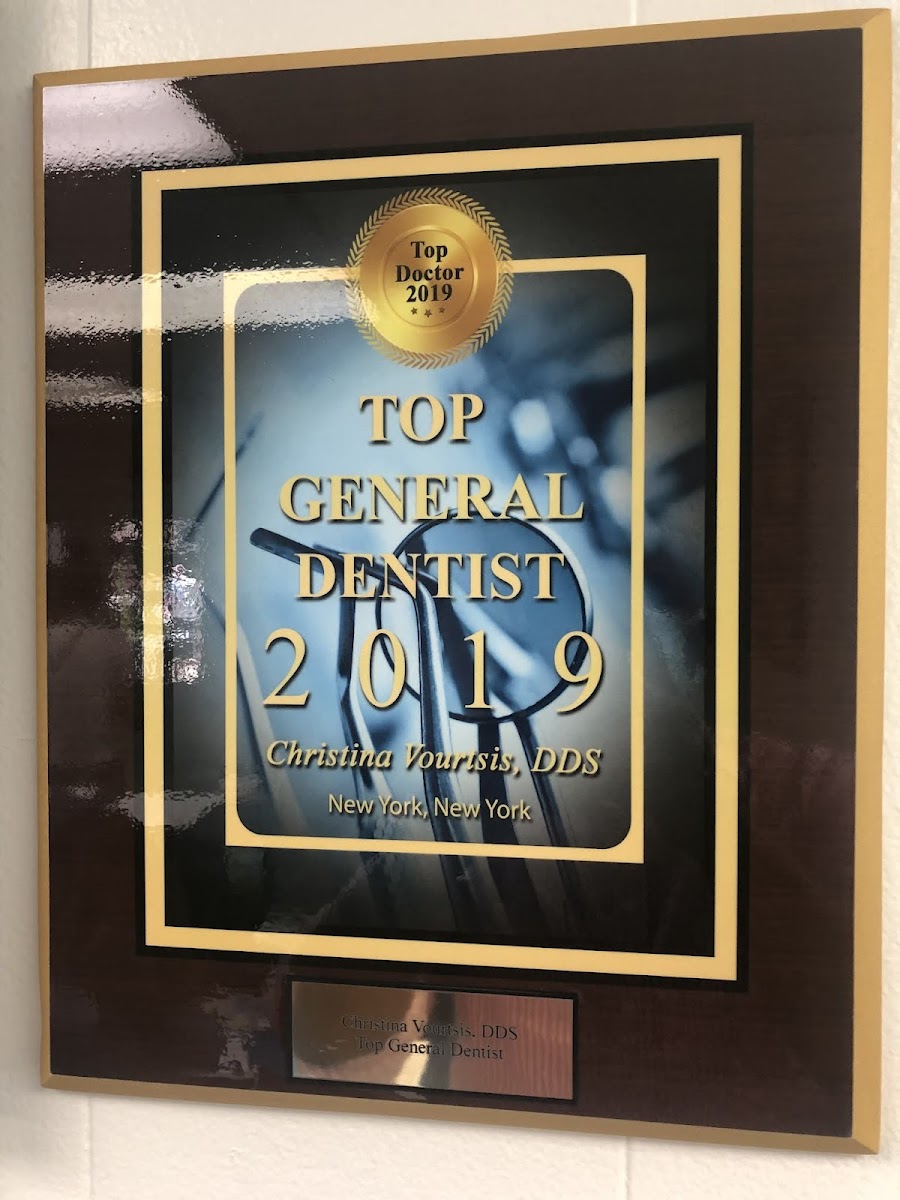 Top
Doctor
2019
TOP
GENERAL
DENTIST
2019
Christina Vourtsis, DDS
New York, New York
Christina Vourtsis, DDS
Top General Dentist